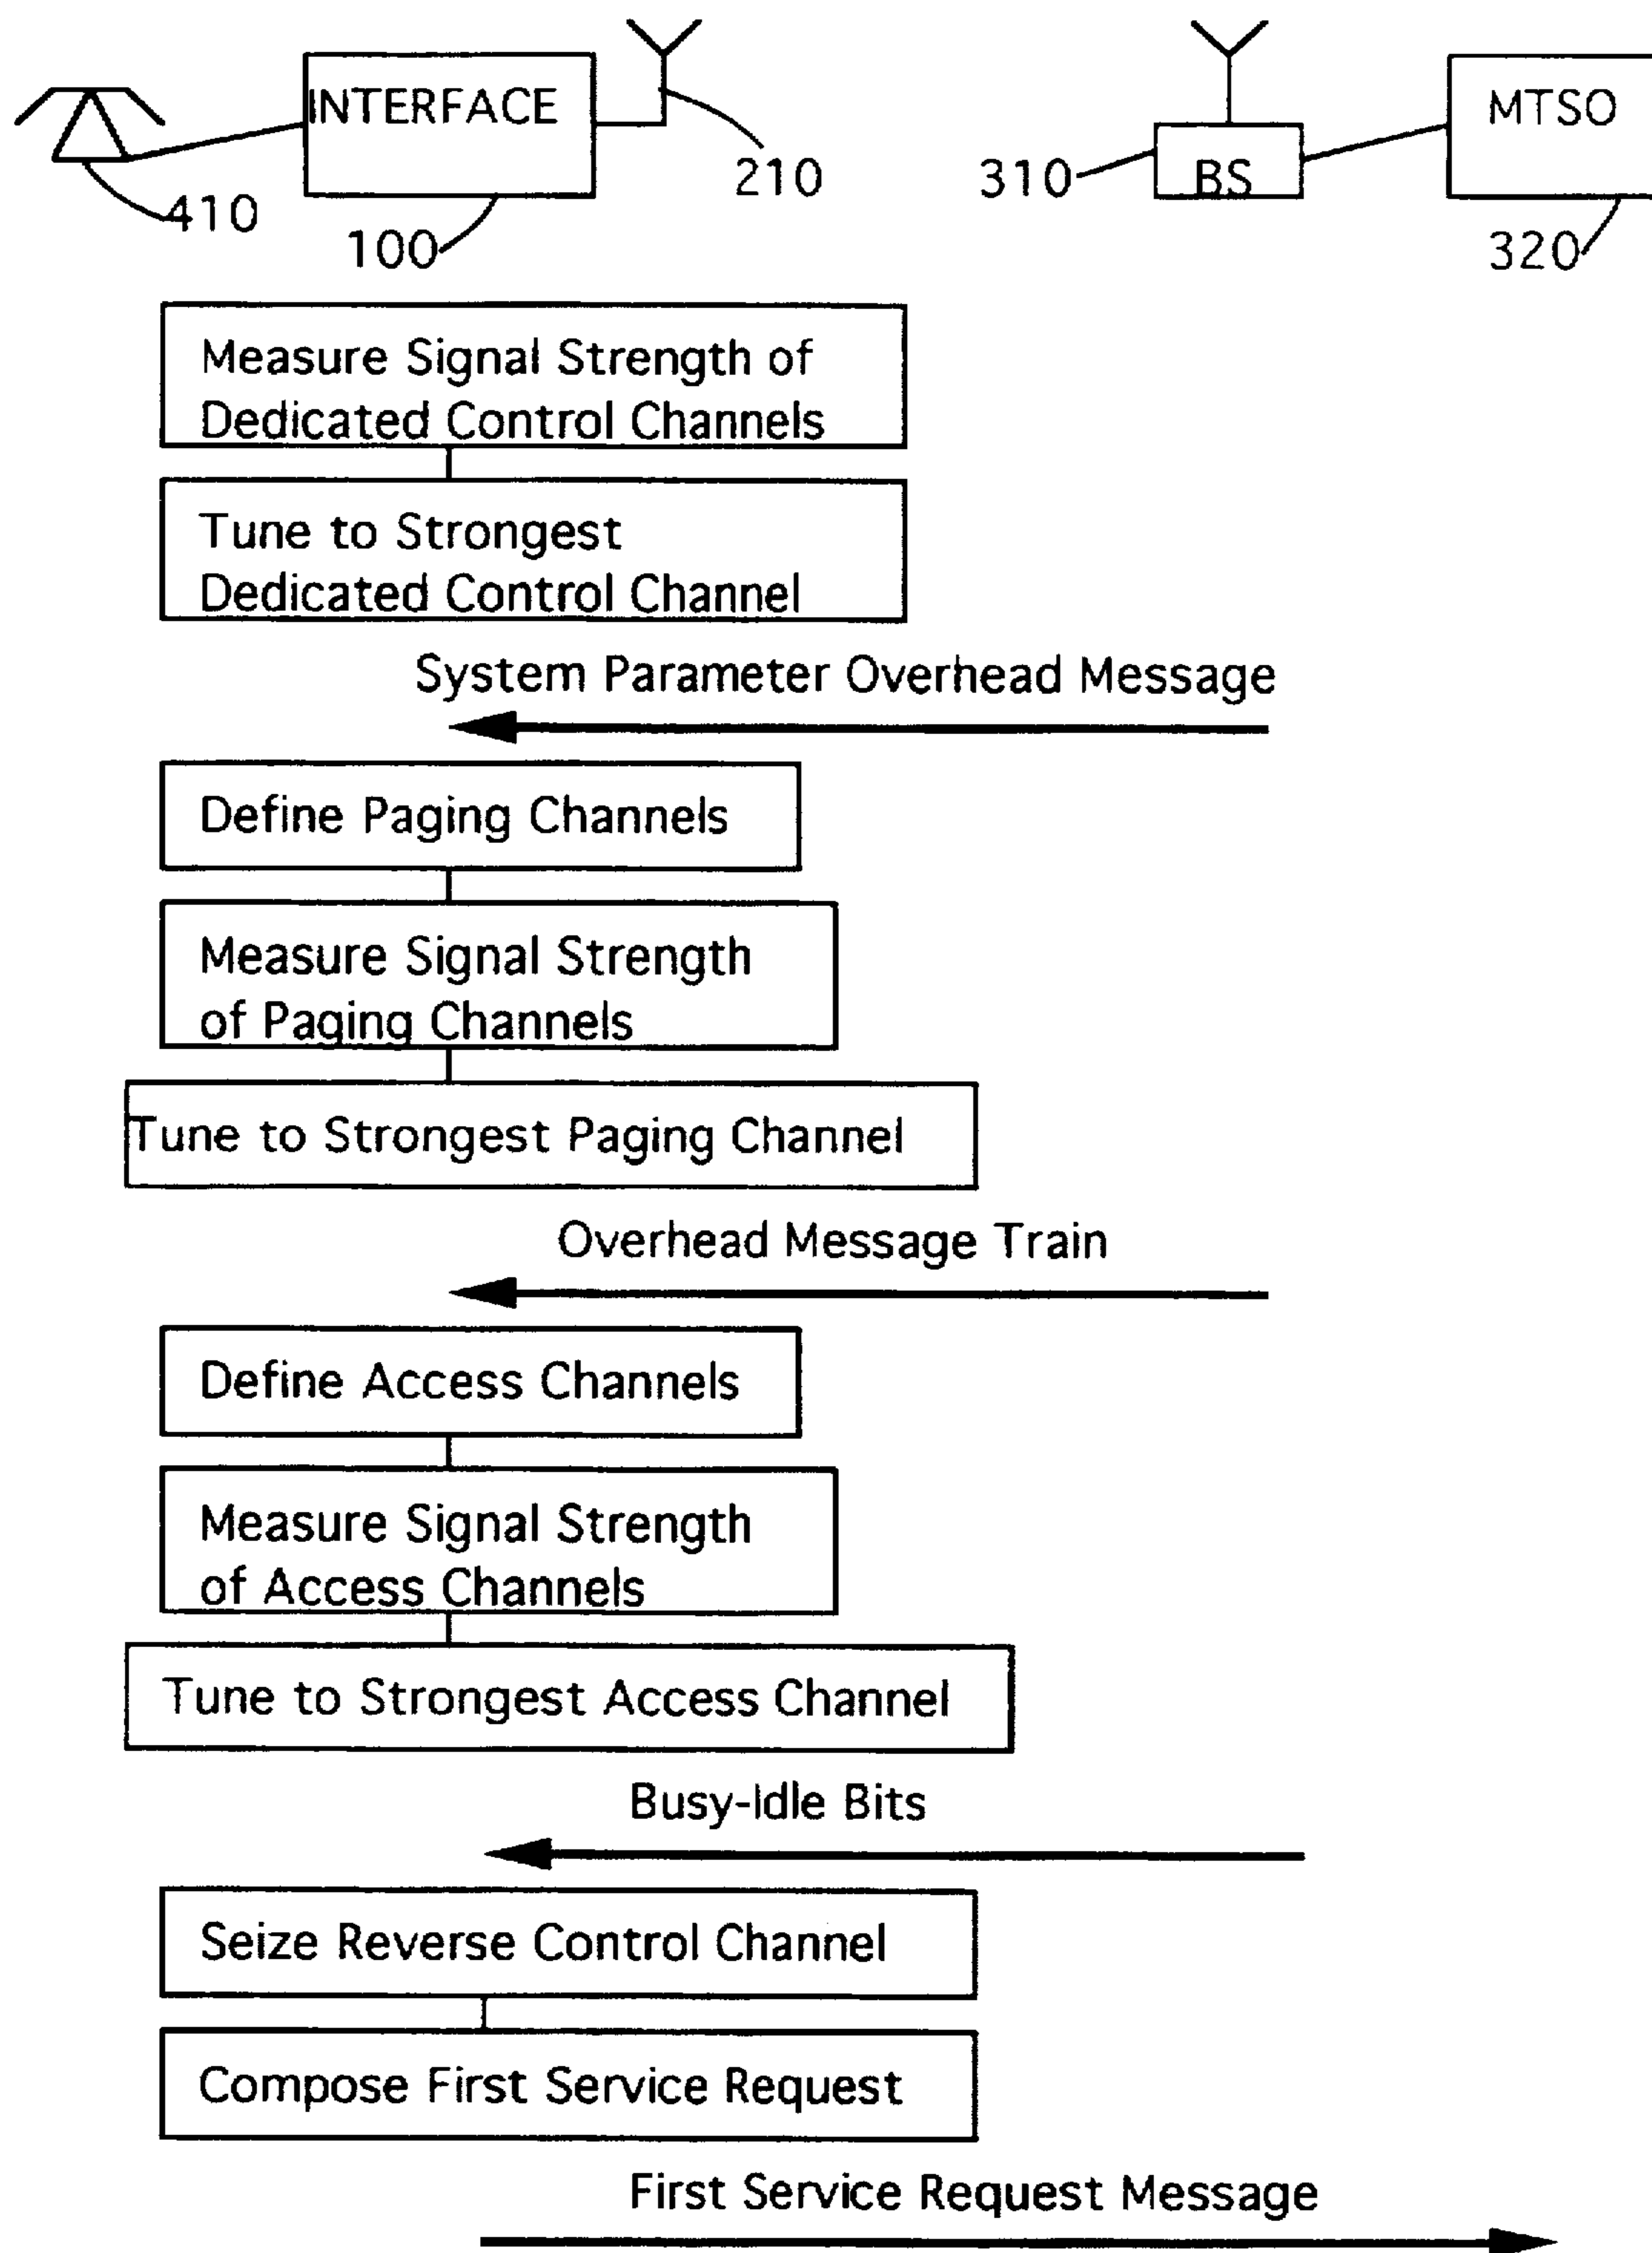 INTERFACE
MTSO
BS
210
310
410
100
320
Measure Signal Strength of
Dedicated Control Channels
Tune to Strongest
Dedicated Control Channel
System Parameter Overhead Message
Define Paging Channels
Measure Signal Strength
of Paging Channels
Tune to Strongest Paging Channel
Overhead Message Train
Define Access Channels
Measure Signal Strength
of Access Channels
Tune to Strongest Access Channel
Busy-Idle Bits
Seize Reverse Control Channel
Compose First Service Request
First Service Request Message